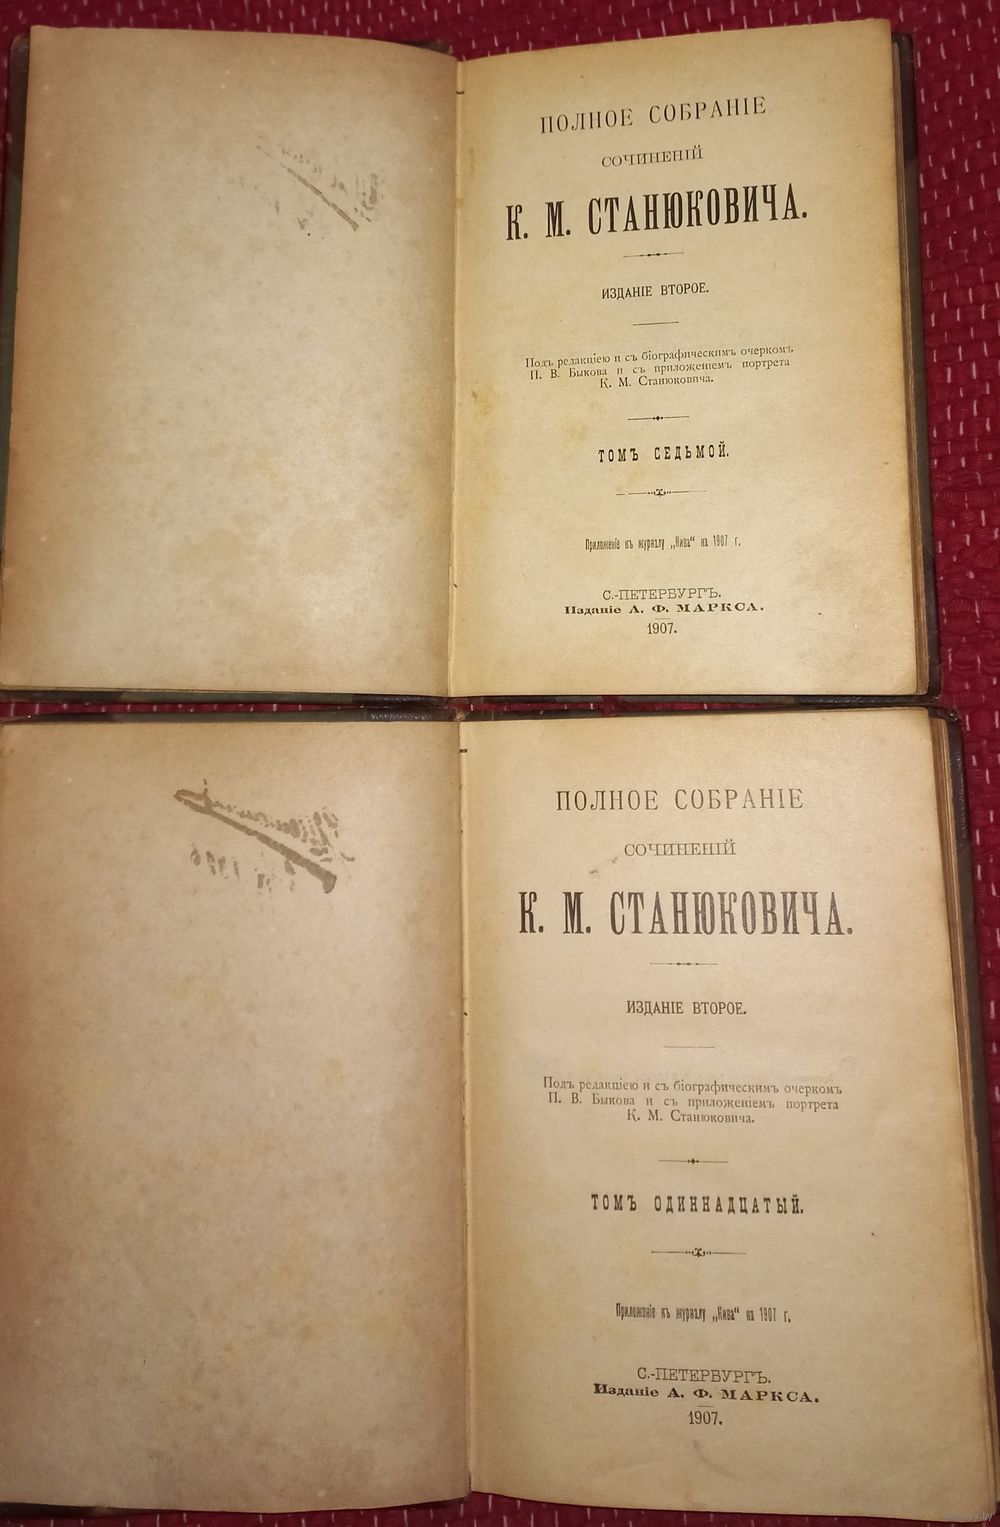 ПОЛНОЕ СОБРАНІЕ
СОЧИНЕНІЙ
К. М. СТАНЮКОВИЧА.
ИЗДАНІЕ ВТОРОЕ.
Подъ редакціею и съ біографическимъ очеркомъ
П. В. Быкова и съ приложеніемъ портрета
К. М. Станюковича.
ТОМЪ СЕДЬМОЙ.
Приложеніе къ журналу „Нива“ на 1907 г.
С.-ПЕТЕРБУРГЪ.
Изданіе А. Ф. МАРКСА.
1907.
ПОЛНОЕ СОБРАНІЕ
СОЧИНЕНІЙ
К. М. СТАНЮКОВИЧА.
ИЗДАНІЕ ВТОРОЕ.
Подъ редакціею и съ біографическимъ очеркомъ
П. В. Быкова и съ приложеніемъ портрета
К. М. Станюковича.
ТОМЪ ОДИННАДЦАТЫЙ.
Приложеніе къ журналу „Нива“ на 1907 г.
С.-ПЕТЕРБУРГЪ.
Изданіе А. Ф. МАРКСА.
1907.